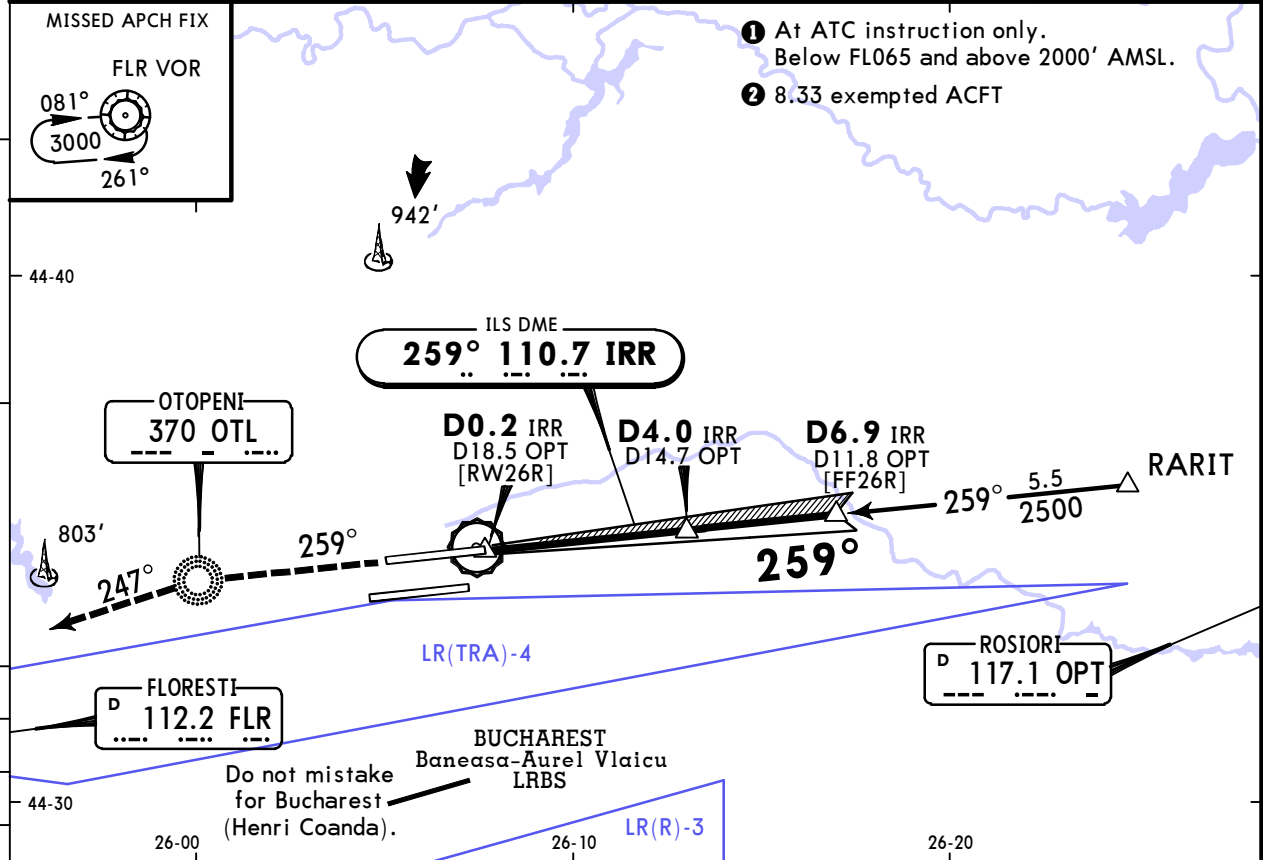 MISSED APCH FIX
FLR VOR
081°
3000
261°
❶ At ATC instruction only.
Below FL065 and above 2000' AMSL.
❷ 8.33 exempted ACFT
942'
44-40
ILS DME
259° 110.7 IRR
OTOPENI
370 OTL
D0.2 IRR
D18.5 OPT
[RW26R]
D4.0 IRR
D14.7 OPT
D6.9 IRR
D11.8 OPT
[FF26R]
RARIT
259°
5.5
2500
803'
247°
259°
259°
LR(TRA)-4
ROSIORI
D 117.1 OPT
FLORESTI
D 112.2 FLR
BUCHAREST
Baneasa-Aurel Vlaicu
LRBS
Do not mistake
for Bucharest
(Henri Coanda).
44-30
LR(R)-3
26-00
26-10
26-20